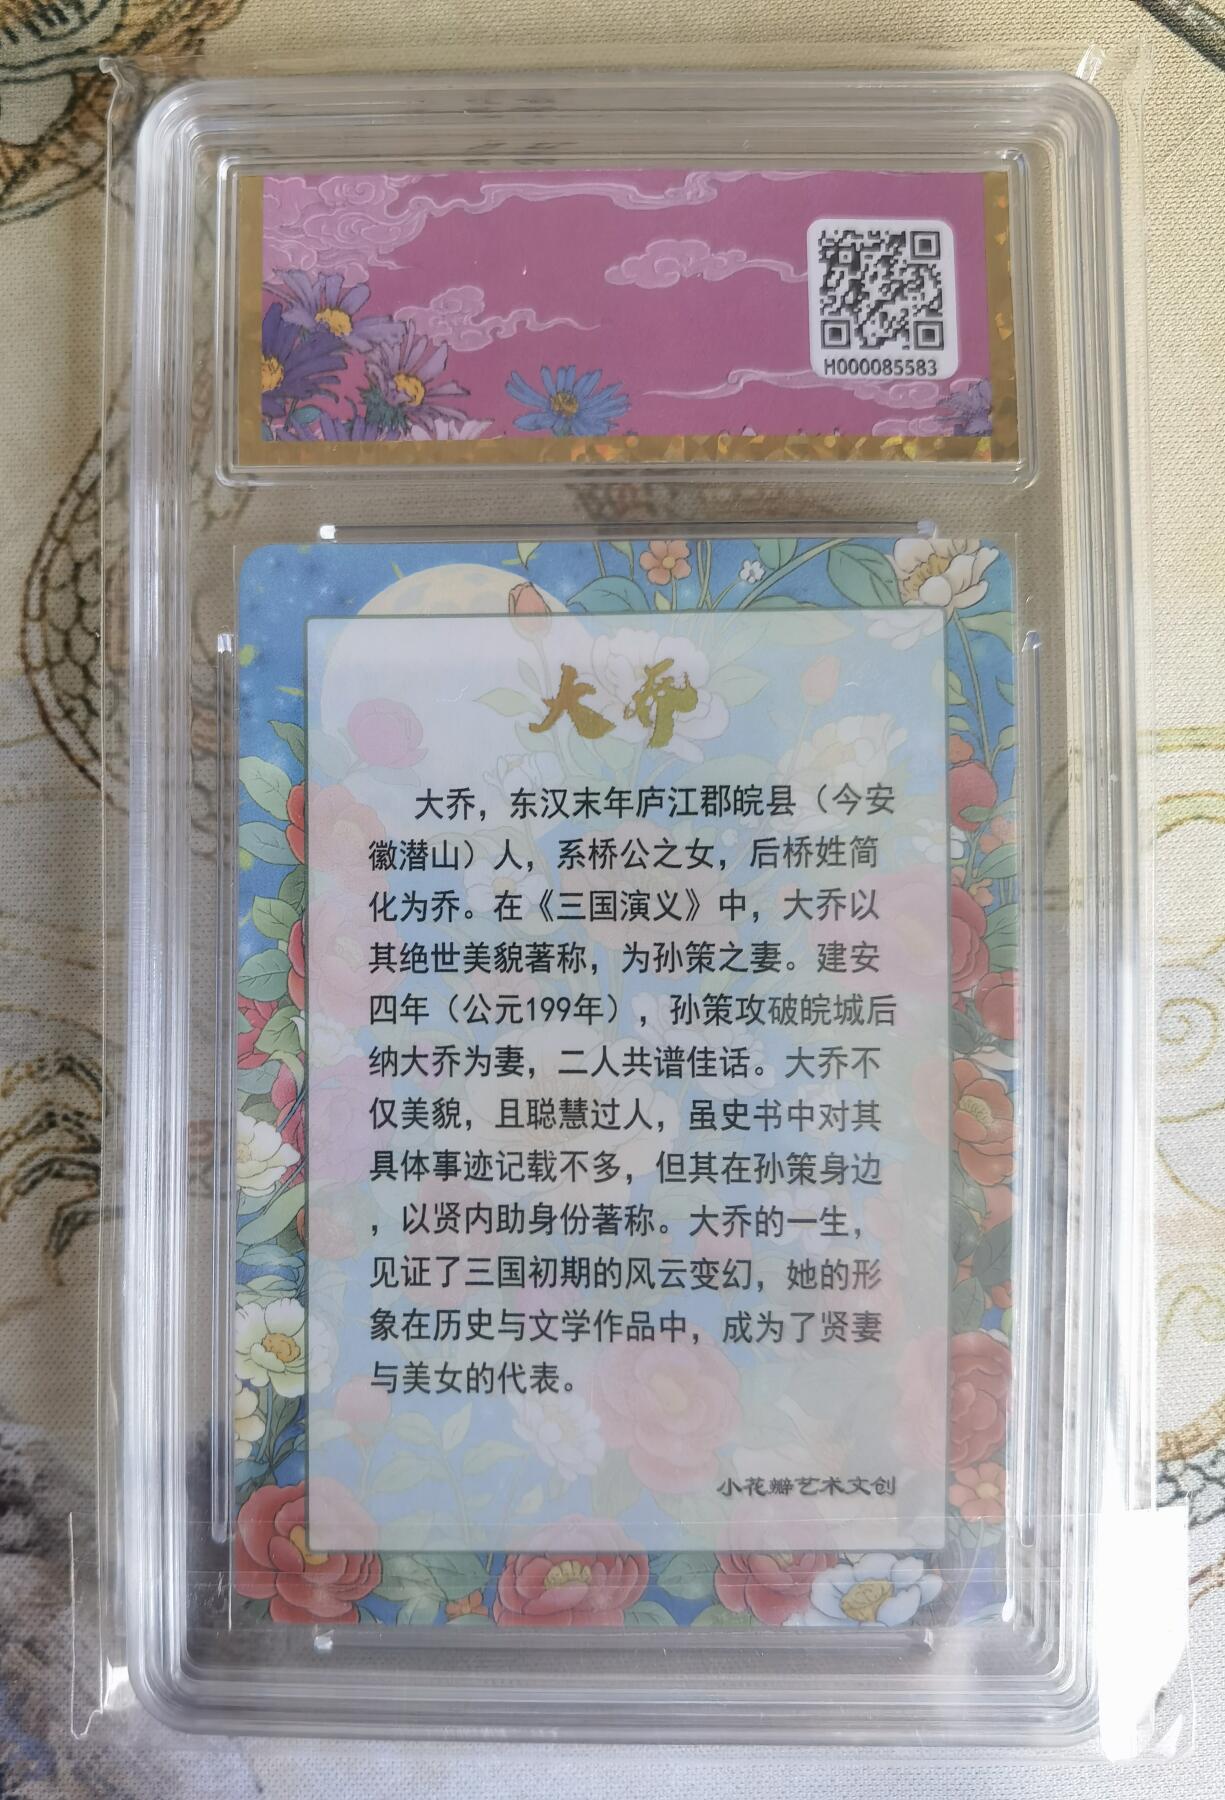 H000085583
大乔
大乔，东汉末年庐江郡皖县（今安
徽潜山）人，系桥公之女，后桥姓简
化为乔。在《三国演义》中，大乔以
其绝世美貌著称，为孙策之妻。建安
四年（公元199年），孙策攻破皖城后
纳大乔为妻，二人共谱佳话。大乔不
仅美貌，且聪慧过人，虽史书中对其
具体事迹记载不多，但其在孙策身边
，以贤内助身份著称。大乔的一生，
见证了三国初期的风云变幻，她的形
象在历史与文学作品中，成为了贤妻
与美女的代表。
小花瓣艺术文创